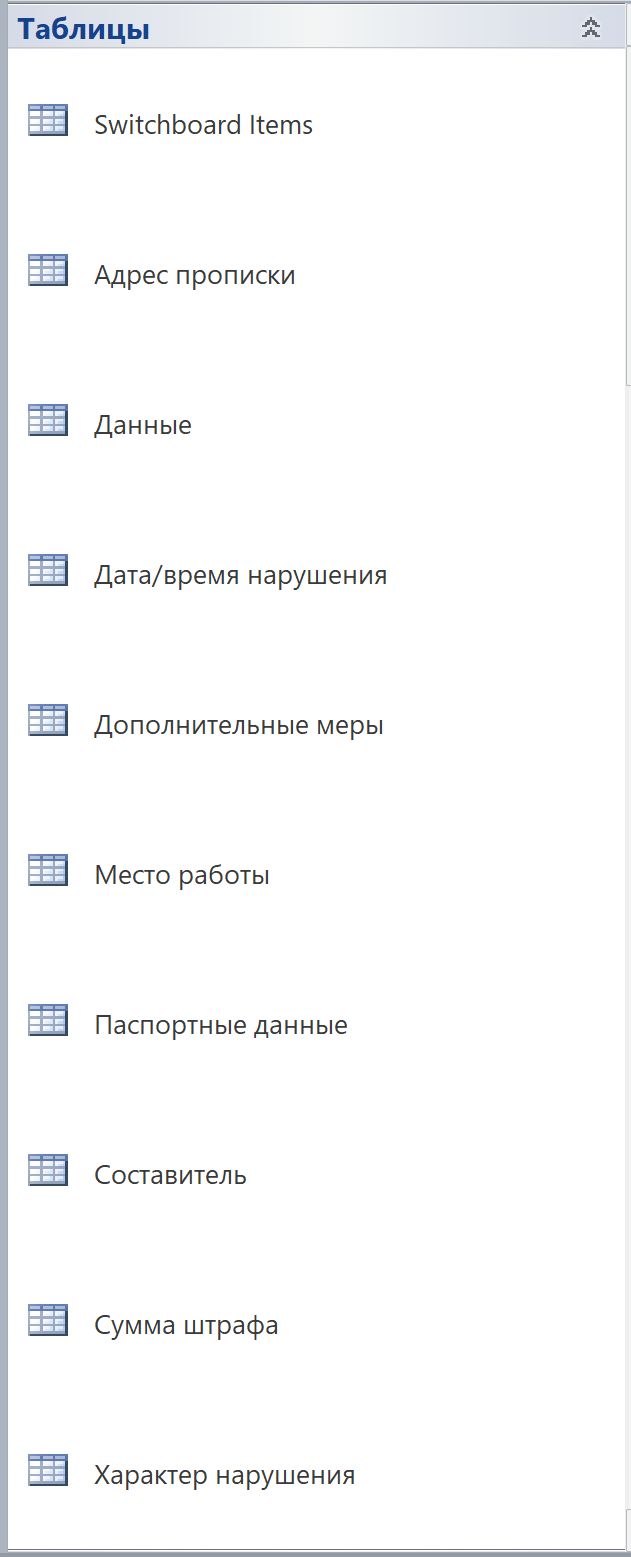 Таблицы
Switchboard Items
Адрес прописки
Данные
Дата/время нарушения
Дополнительные меры
Место работы
Паспортные данные
Составитель
Сумма штрафа
Характер нарушения